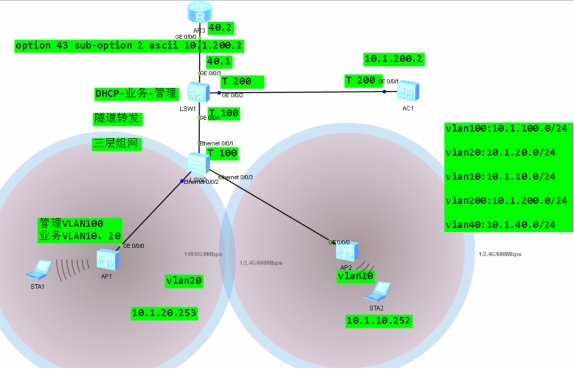 40.2
AR3
GE 0/0/0
option 43 sub-option 2 ascii 10.1.200.2
40.1
10.1.200.2
GE 0/0/3
T 200
T 200
GE 0/0/1
DHCP-业务-管理
GE 0/0/2
LSW1
AC1
T 100
GE 0/0/1
隧道转发
vlan100:10.1.100.0/24
三层组网
Ethernet 0/0/1
T 100
vlan20:10.1.20.0/24
Ethernet 0/0/3
Ethernet 0/0/2
vlan10:10.1.10.0/24
vlan200:10.1.200.0/24
管理VLAN100
业务VLAN10、20
vlan40:10.1.40.0/24
GE 0/0/0
GE 0/0/0
1/2.4G/688Mbps
1/2.4G/688Mbps
AP1
AP2
STA1
vlan20
vlan10
10.1.20.253
STA2
10.1.10.252